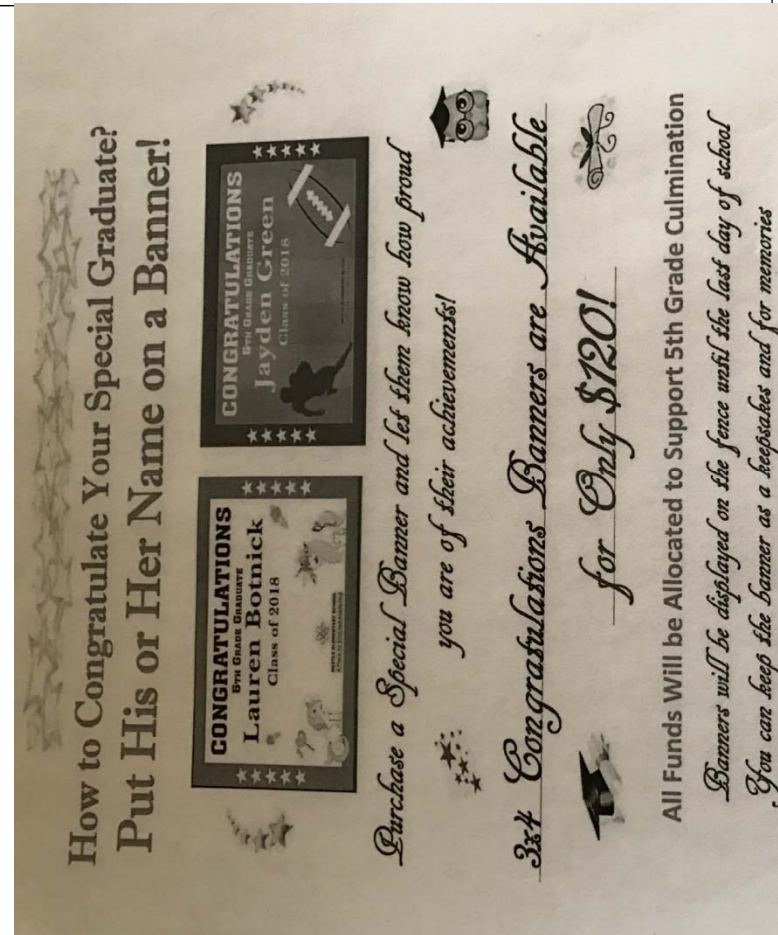 How to Congratulate Your Special Graduate?
Put His or Her Name on a Banner!
CONGRATULATIONS
5TH GRADE GRADUATE
Lauren Botnick
Class of 2018
CONGRATULATIONS
5TH GRADE GRADUATE
Jayden Green
Class of 2018
Purchase a Special Banner and let them know how proud
you are of their achievements!
3x4 Congratulations Banners are Available
for Only $120!
All Funds Will be Allocated to Support 5th Grade Culmination
Banners will be displayed on the fence until the last day of school
You can keep the banner as a keepsakes and for memories